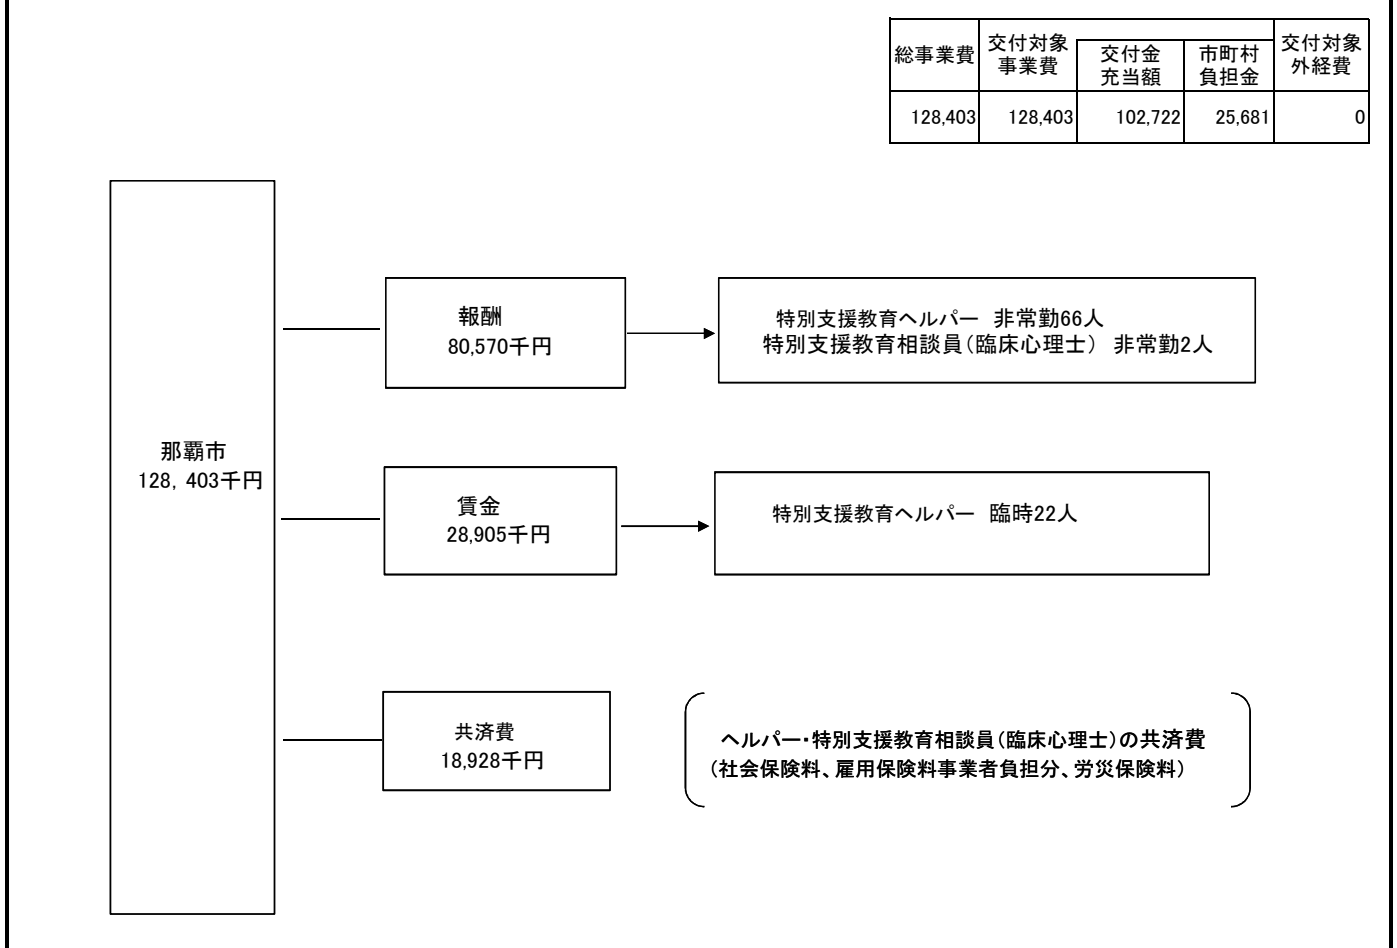 総事業費
交付対象
事業費
交付金
充当額
市町村
負担金
交付対象
外経費
128,403 128,403 102,722 25,681 0
報酬
80,570千円
特別支援教育ヘルパー 非常勤66人
特別支援教育相談員(臨床心理士) 非常勤2人
那覇市
128, 403千円
賃金
28,905千円
特別支援教育ヘルパー 臨時22人
共済費
18,928千円
ヘルパー・特別支援教育相談員(臨床心理士)の共済費
(社会保険料、雇用保険料事業者負担分、労災保険料)